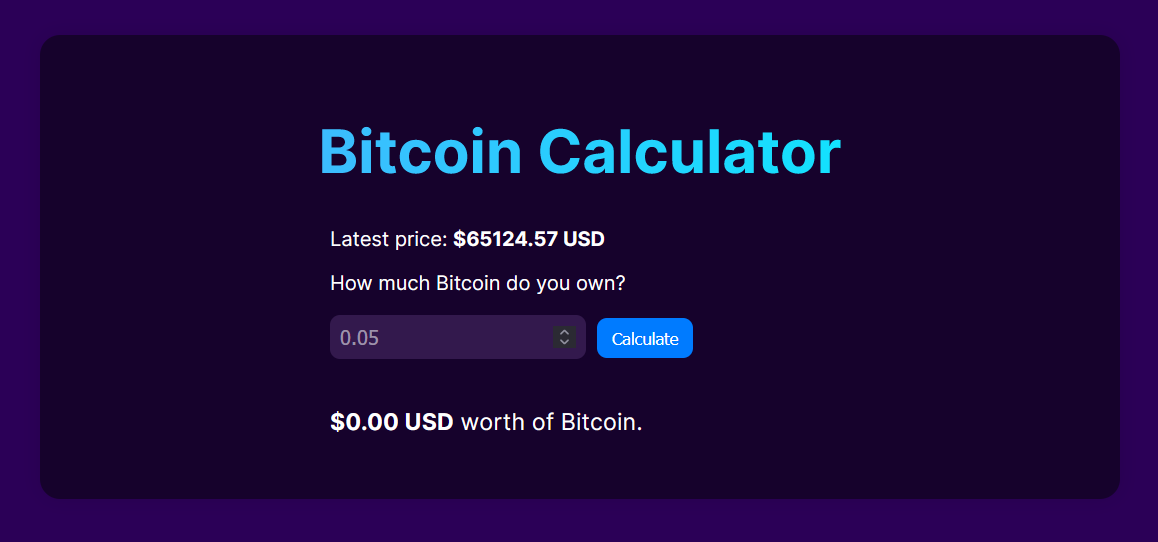 Bitcoin Calculator
Latest price: $65124.57 USD
How much Bitcoin do you own?
0.05 Calculate
$0.00 USD worth of Bitcoin.